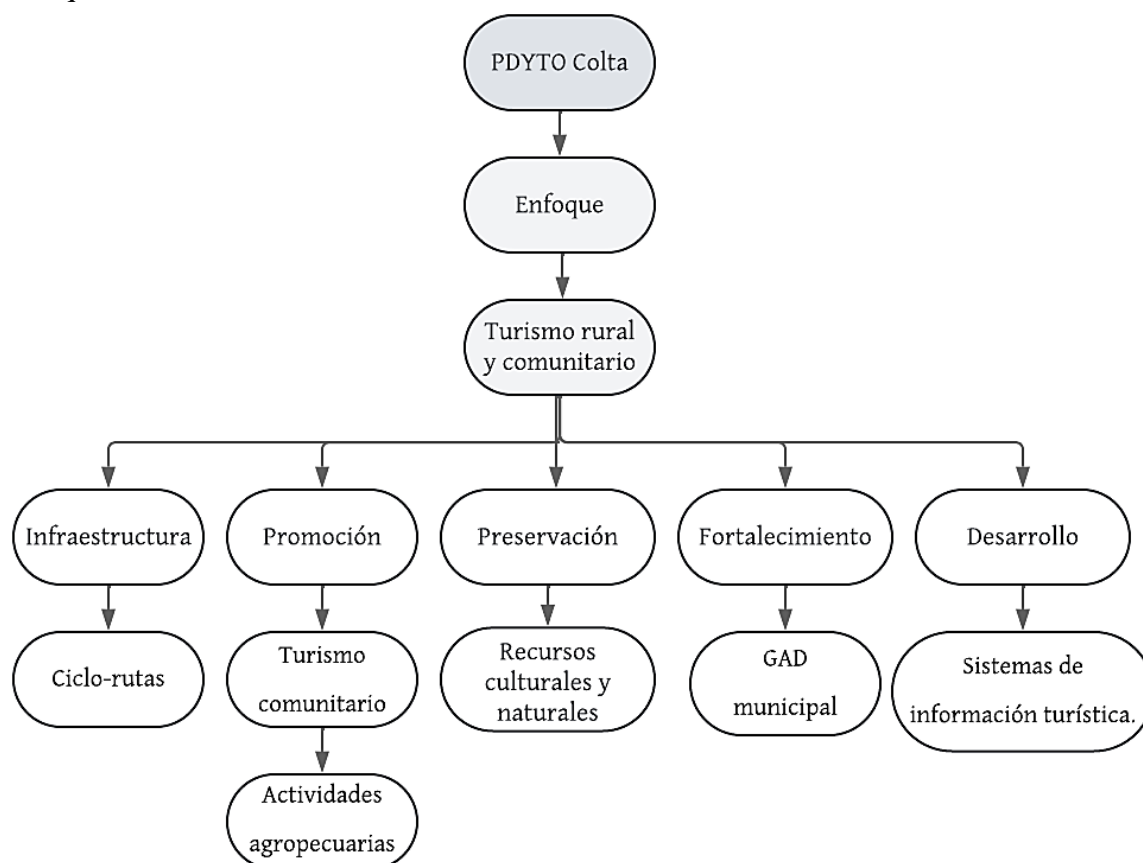 PDYTO Colta
Enfoque
Turismo rural
y comunitario
Infraestructura
Promoción
Preservación
Fortalecimiento
Desarrollo
Ciclo-rutas
Turismo
comunitario
Recursos
culturales y
naturales
GAD
municipal
Sistemas de
información turística.
Actividades
agropecuarias